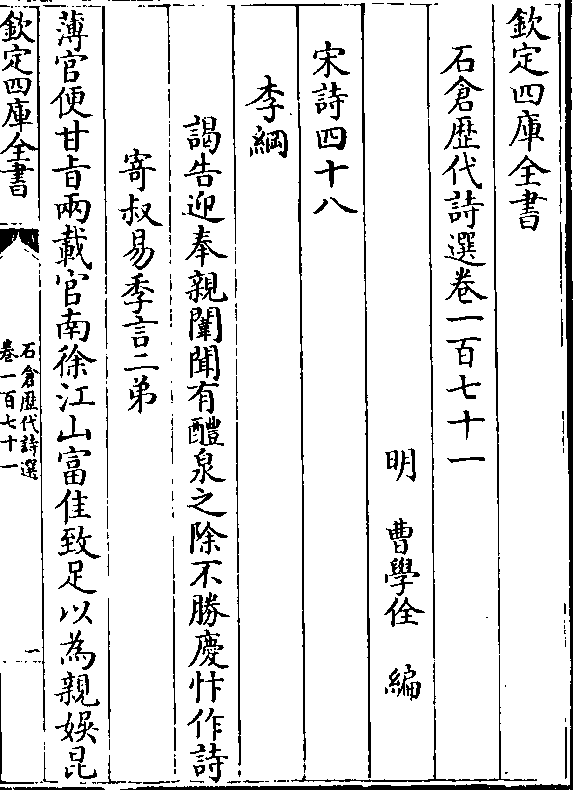 欽定四庫全書
石倉歷代詩選卷一百七十一
明 曹學佺 編
宋詩四十八
李綱
謁告迎奉親闈聞有醴泉之除不勝慶忭作詩
寄叔易季言二弟
薄官便甘旨兩載官南徐江山富佳致足以為親娛昆
欽定四庫全書
石倉歷代詩選
卷一百七十一
一